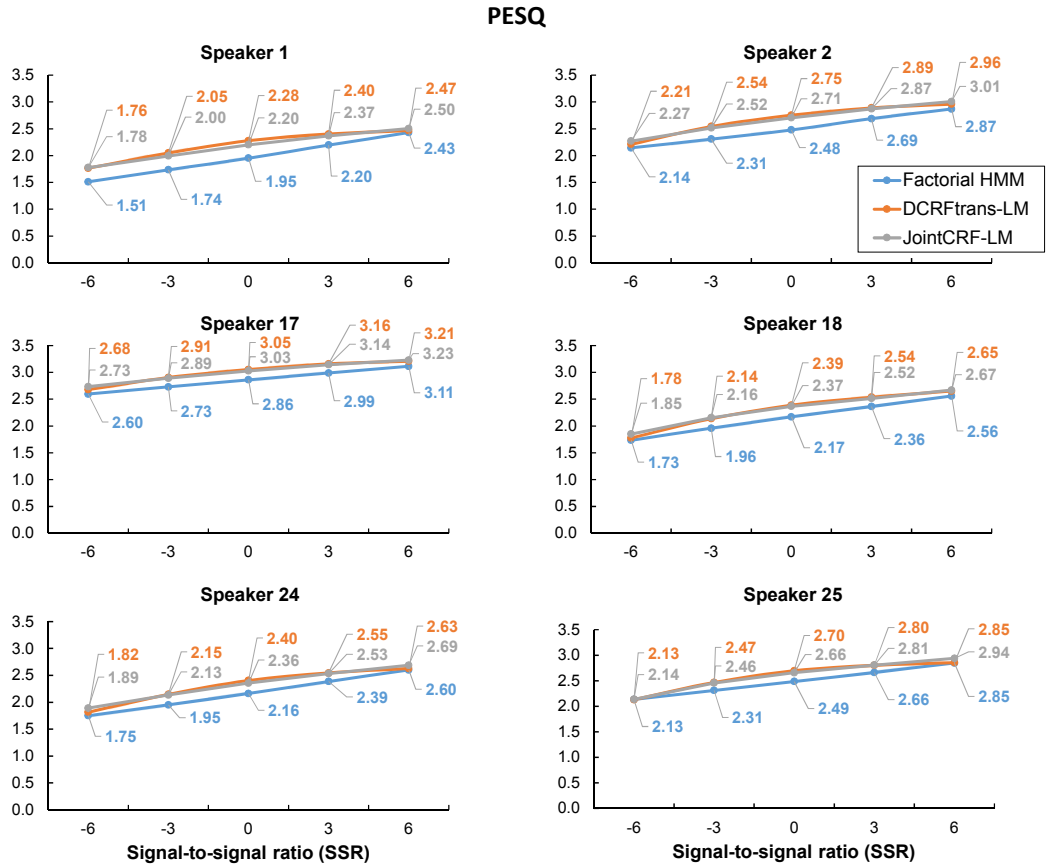 PESQ
Speaker 1
3.5
3.0
2.5
2.0
1.5
1.0
0.5
0.0
1.76 2.05 2.28 2.40 2.47
1.78 2.00 2.20 2.37 2.50
1.51 1.74 1.95 2.20 2.43
-6 -3 0 3 6
Speaker 2
3.5
3.0
2.5
2.0
1.5
1.0
0.5
0.0
2.21 2.54 2.75 2.89 2.96
2.27 2.52 2.71 2.87 3.01
2.14 2.31 2.48 2.69 2.87
Factorial HMM
DCRFtrans-LM
JointCRF-LM
-6 -3 0 3 6
Speaker 17
3.5
3.0
2.5
2.0
1.5
1.0
0.5
0.0
2.68 2.91 3.05 3.16 3.21
2.73 2.89 3.03 3.14 3.23
2.60 2.73 2.86 2.99 3.11
-6 -3 0 3 6
Speaker 18
3.5
3.0
2.5
2.0
1.5
1.0
0.5
0.0
1.78 2.14 2.39 2.54 2.65
1.85 2.16 2.37 2.52 2.67
1.73 1.96 2.17 2.36 2.56
-6 -3 0 3 6
Speaker 24
3.5
3.0
2.5
2.0
1.5
1.0
0.5
0.0
1.82 2.15 2.40 2.55 2.63
1.89 2.13 2.36 2.53 2.69
1.75 1.95 2.16 2.39 2.60
-6 -3 0 3 6
Signal-to-signal ratio (SSR)
Speaker 25
3.5
3.0
2.5
2.0
1.5
1.0
0.5
0.0
2.13 2.47 2.70 2.80 2.85
2.14 2.46 2.66 2.81 2.94
2.13 2.31 2.49 2.66 2.85
-6 -3 0 3 6
Signal-to-signal ratio (SSR)